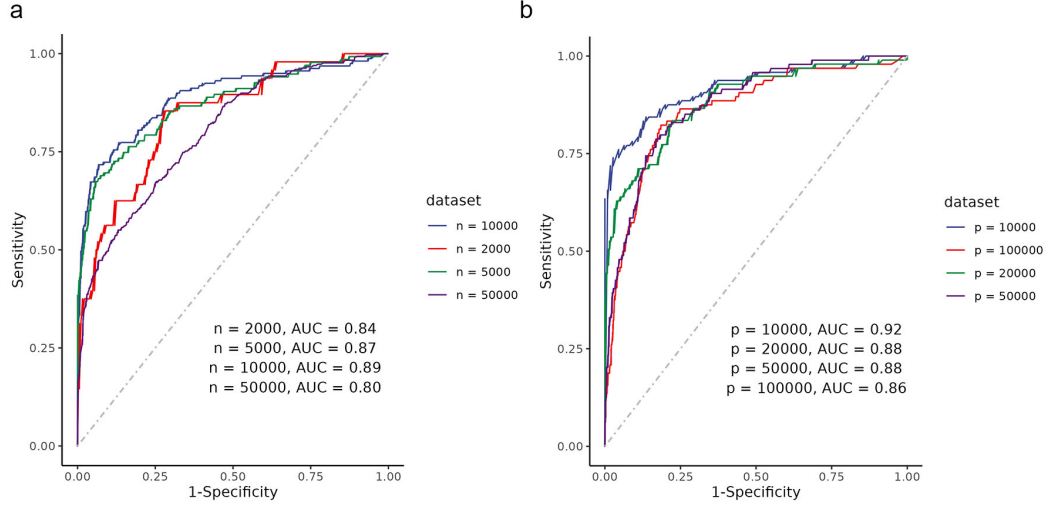 a
1.00
0.75
0.50
0.25
0.00
Sensitivity
0.00 0.25 0.50 0.75 1.00
1-Specificity
n = 2000, AUC = 0.84
n = 5000, AUC = 0.87
n = 10000, AUC = 0.89
n = 50000, AUC = 0.80
dataset
n = 10000
n = 2000
n = 5000
n = 50000
b
1.00
0.75
0.50
0.25
0.00
Sensitivity
0.00 0.25 0.50 0.75 1.00
1-Specificity
p = 10000, AUC = 0.92
p = 20000, AUC = 0.88
p = 50000, AUC = 0.88
p = 100000, AUC = 0.86
dataset
p = 10000
p = 100000
p = 20000
p = 50000